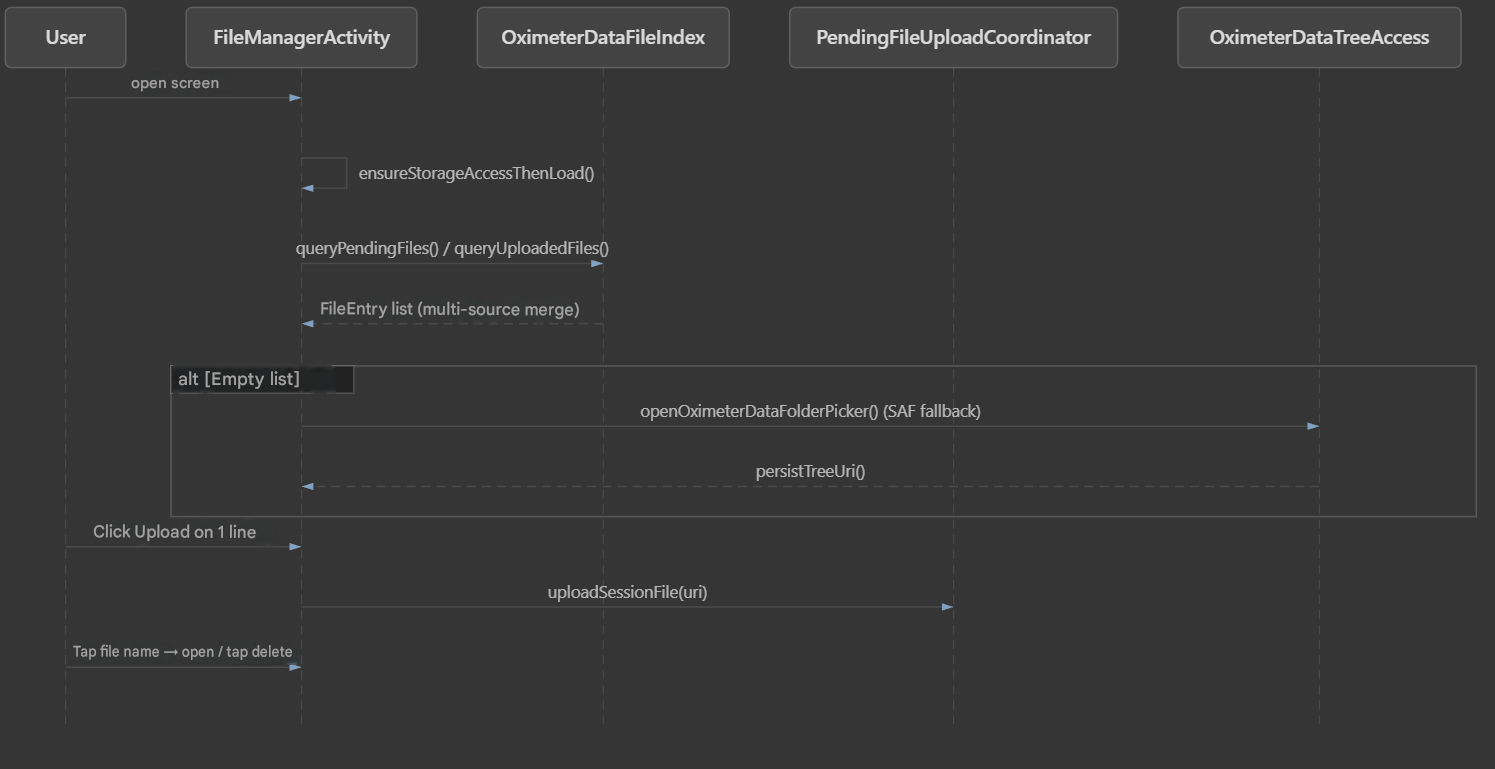 User
FileManagerActivity
OximeterDataFileIndex
PendingFileUploadCoordinator
OximeterDataTreeAccess
open screen
ensureStorageAccessThenLoad()
queryPendingFiles() / queryUploadedFiles()
FileEntry list (multi-source merge)
alt [Empty list]
openOximeterDataFolderPicker() (SAF fallback)
persistTreeUri()
Click Upload on 1 line
uploadSessionFile(uri)
Tap file name → open / tap delete